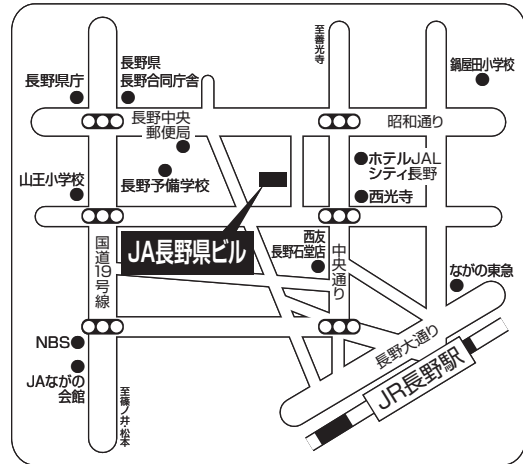 至善光寺
鍋屋田小学校
長野県庁
長野県
長野合同庁舎
長野中央
郵便局
昭和通り
ホテルJAL
シティ長野
山王小学校
長野予備学校
西光寺
国道19号線
JA長野県ビル
西友
長野石堂店
中央通り
ながの東急
長野大通り
NBS
JAながの
会館
JR長野駅
至篠ノ井・松本